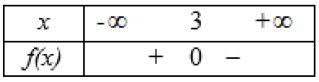 x -∞ 3 +∞
f(x) + 0 –